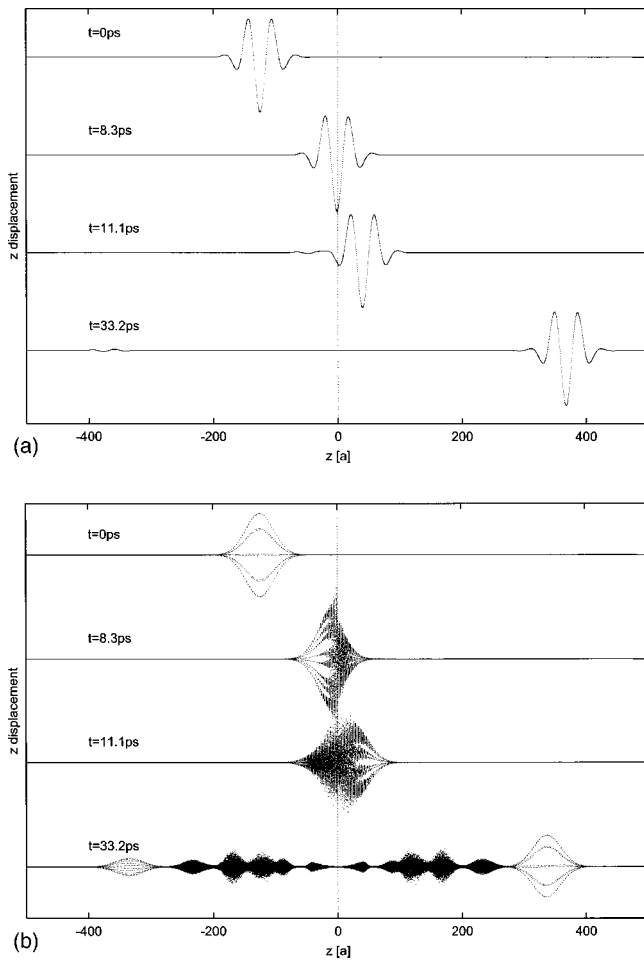 t=0ps
t=8.3ps
t=11.1ps
t=33.2ps
z displacement
-400 -200 0 200 400
z [a]
(a)
t=0ps
t=8.3ps
t=11.1ps
t=33.2ps
z displacement
-400 -200 0 200 400
z [a]
(b)